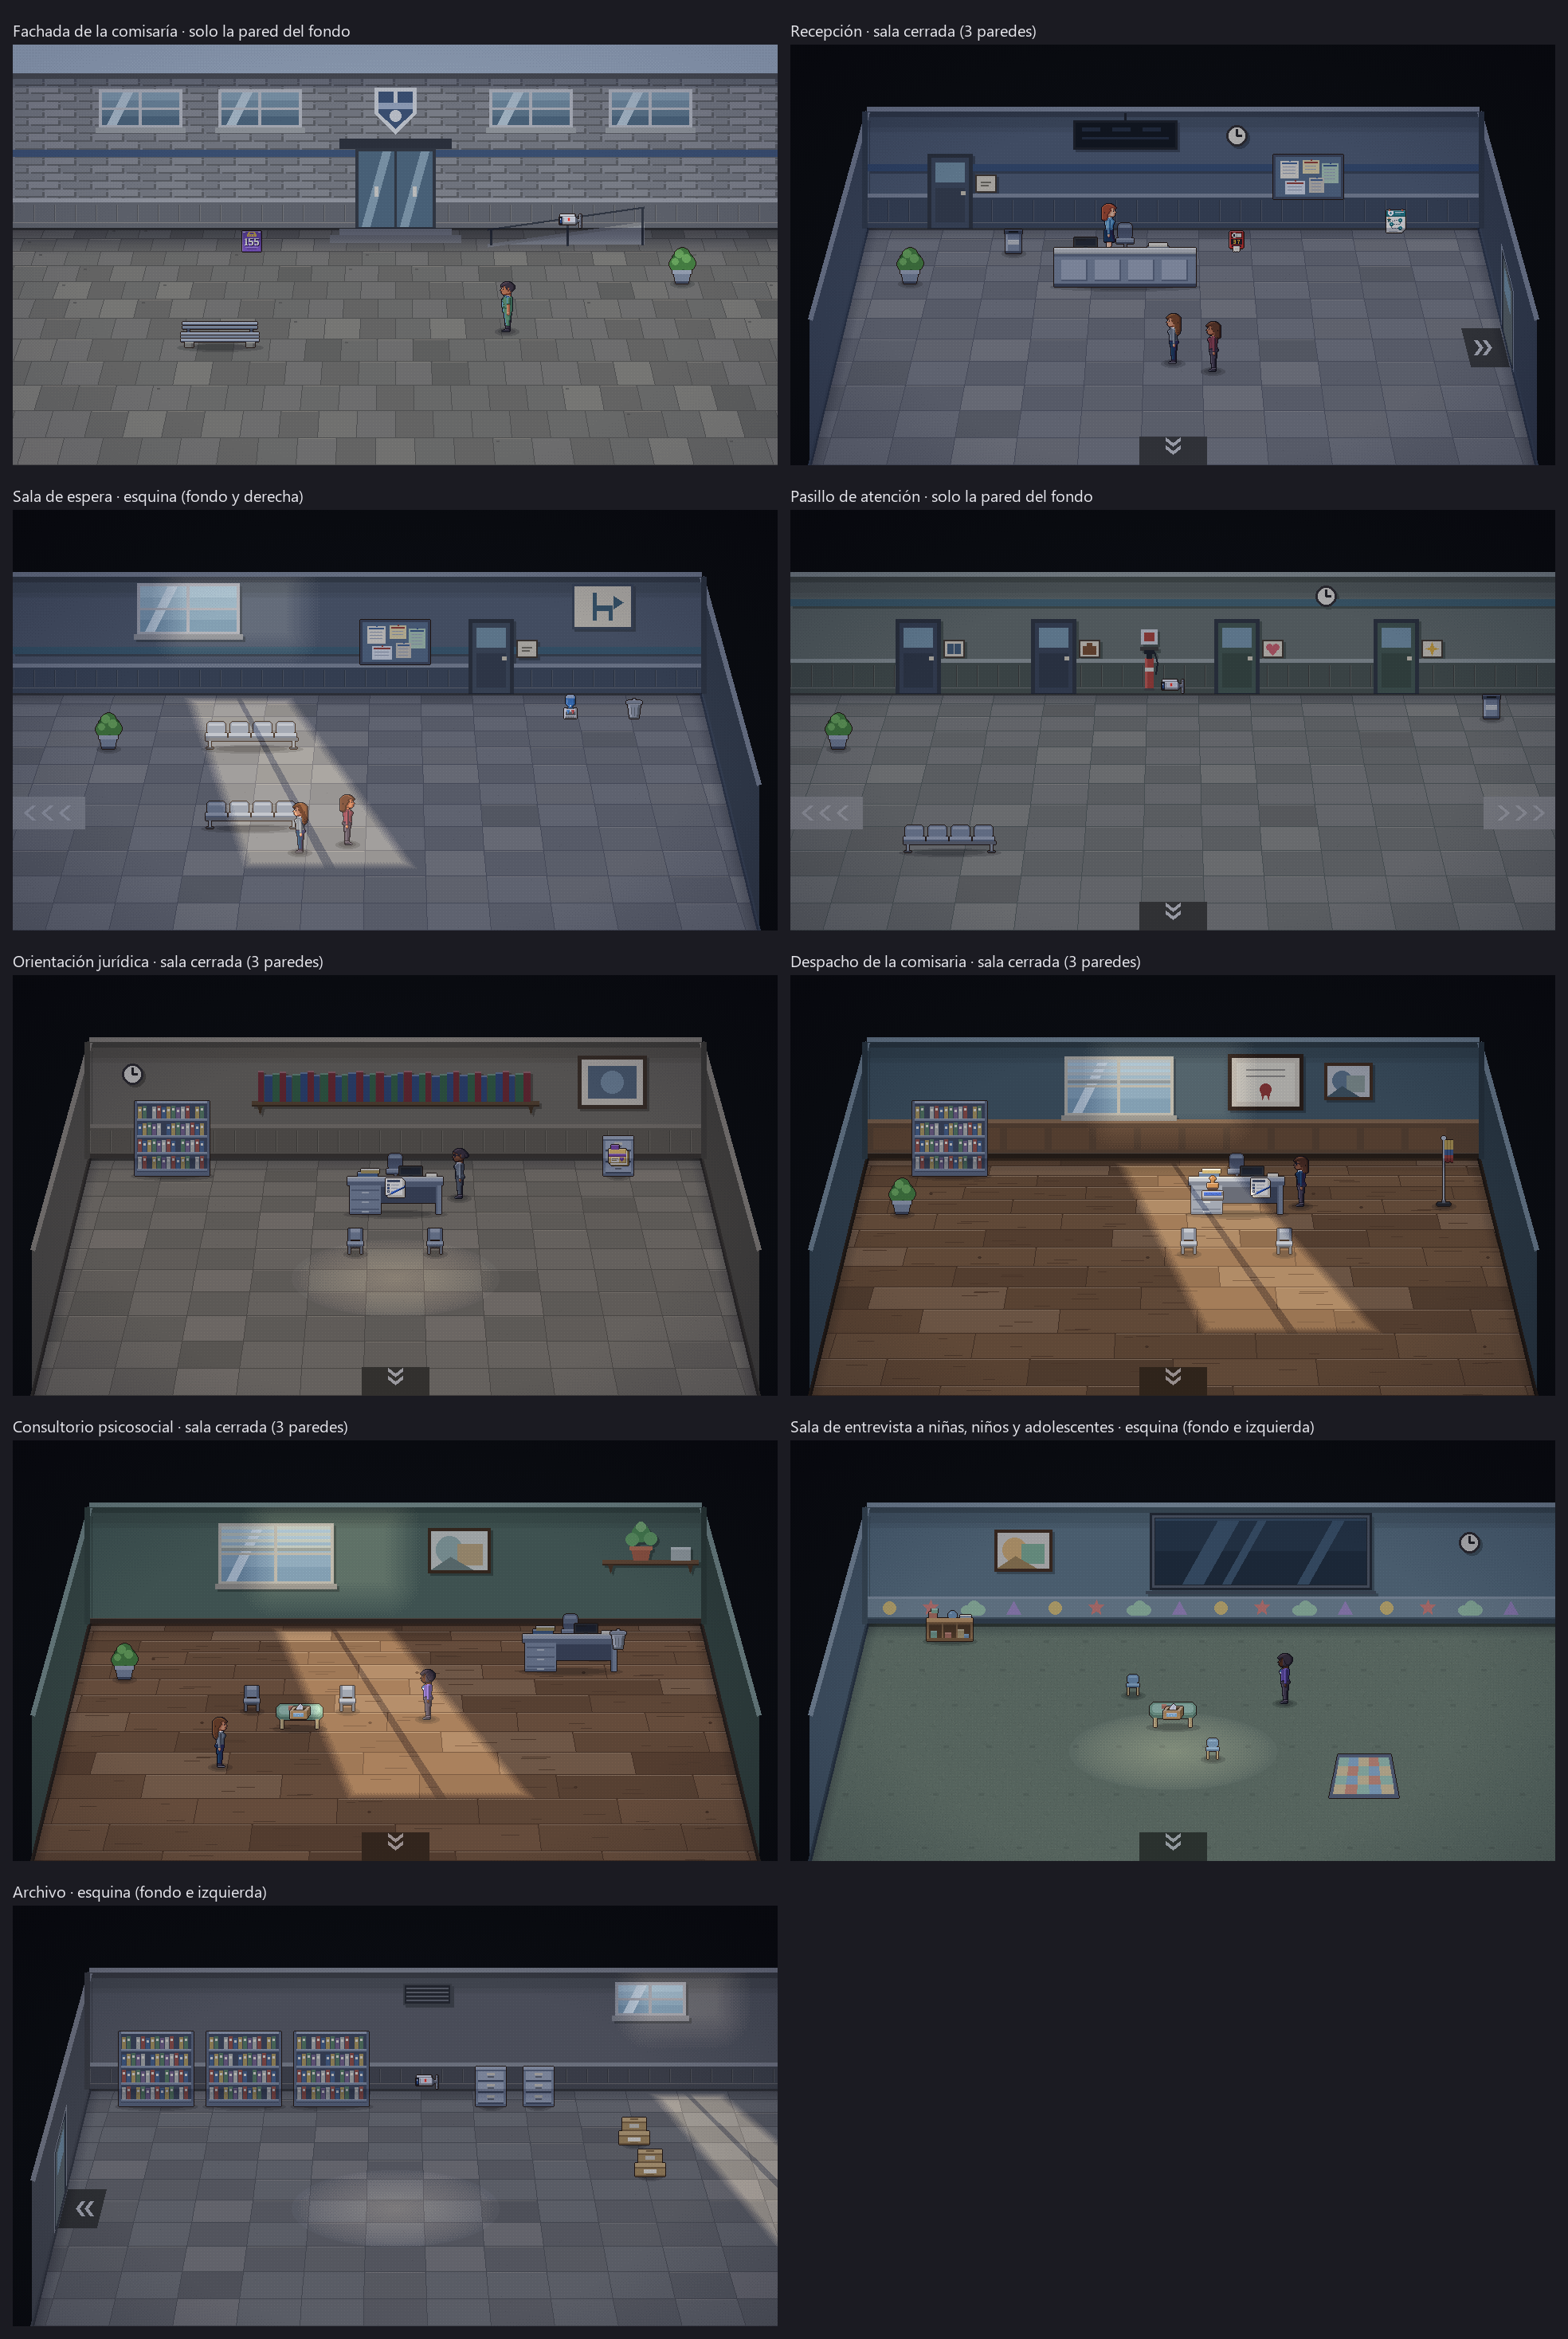 Fachada de la comisaría · solo la pared del fondo
Recepción · sala cerrada (3 paredes)
155
37
Sala de espera · esquina (fondo y derecha)
Pasillo de atención · solo la pared del fondo
Orientación jurídica · sala cerrada (3 paredes)
Despacho de la comisaria · sala cerrada (3 paredes)
Consultorio psicosocial · sala cerrada (3 paredes)
Sala de entrevista a niñas, niños y adolescentes · esquina (fondo e izquierda)
Archivo · esquina (fondo e izquierda)